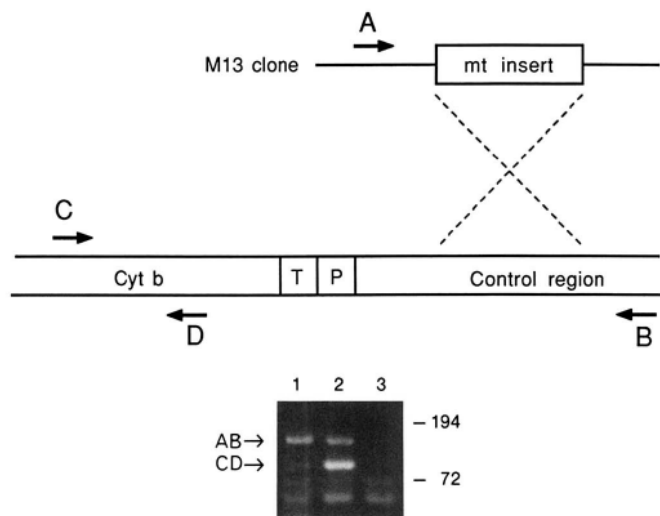 A
M13 clone
mt insert
C
Cyt b
T
P
Control region
D
B
1 2 3
AB→
CD→
– 194
– 72